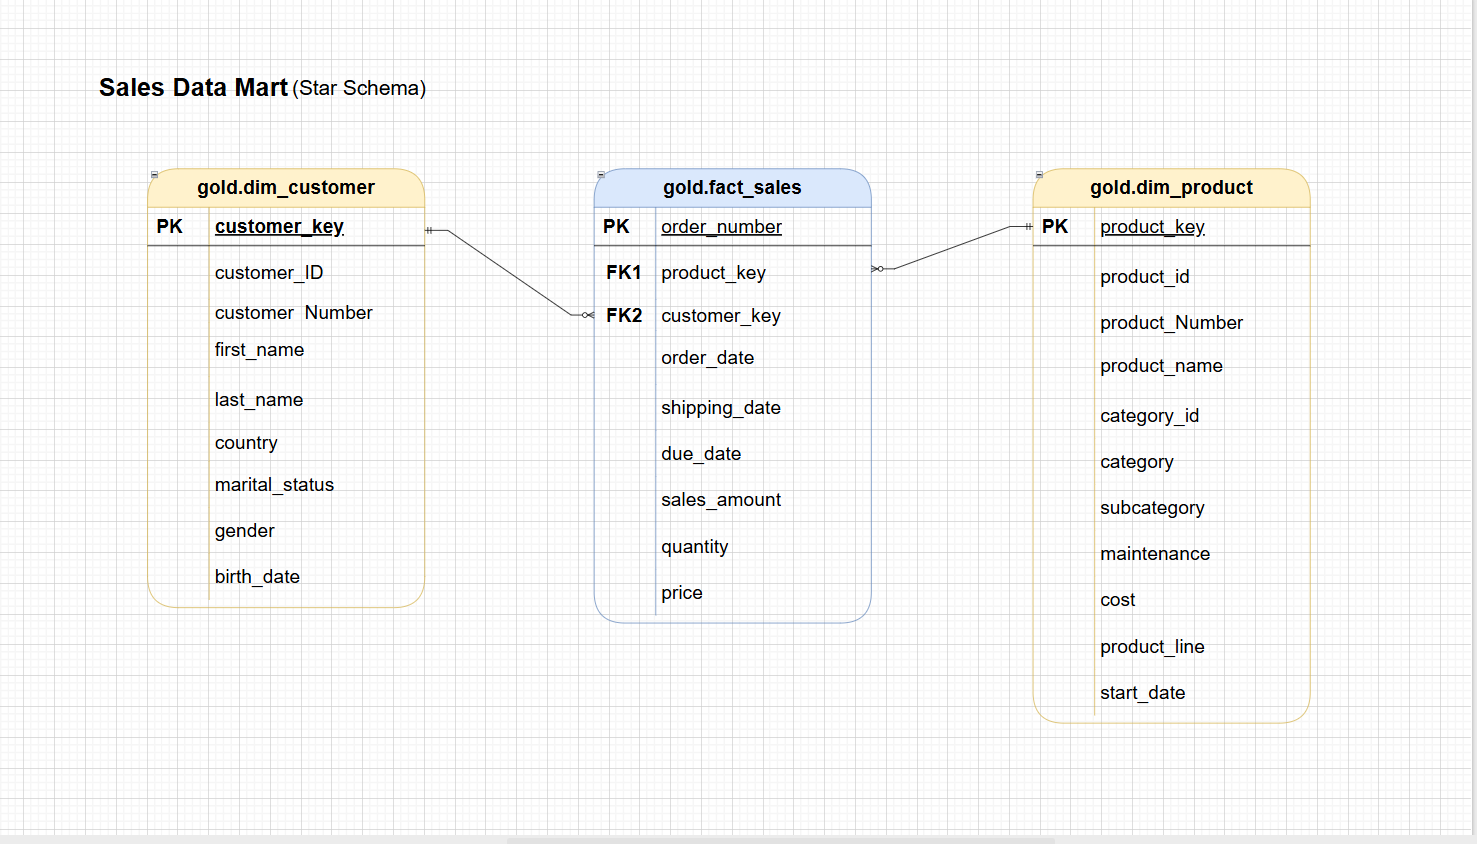 Sales Data Mart (Star Schema)
gold.dim_customer
PK customer_key
customer_ID
customer Number
first_name
last_name
country
marital_status
gender
birth_date
gold.fact_sales
PK order_number
FK1 product_key
FK2 customer_key
order_date
shipping_date
due_date
sales_amount
quantity
price
gold.dim_product
PK product_key
product_id
product_Number
product_name
category_id
category
subcategory
maintenance
cost
product_line
start_date